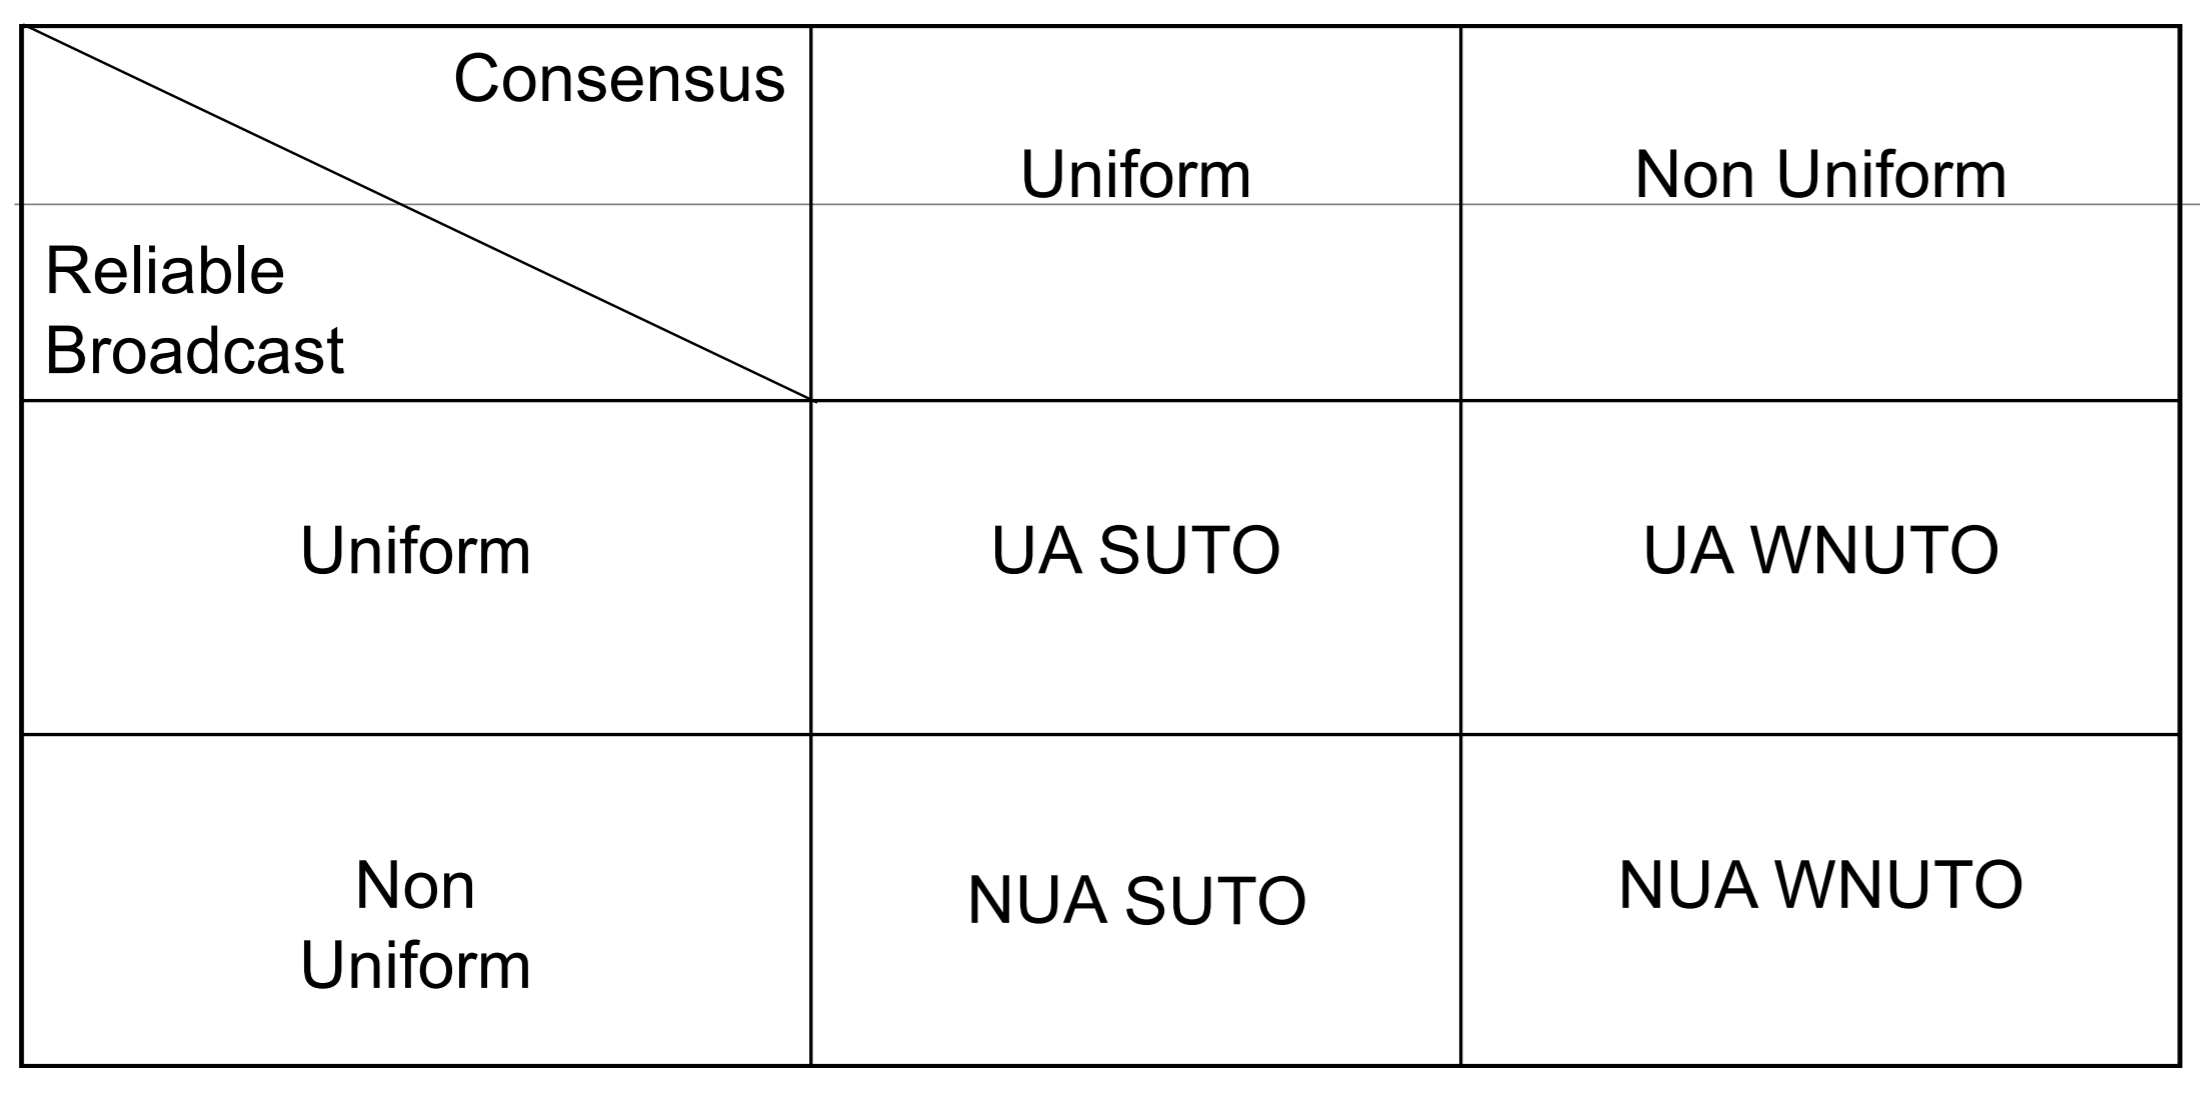 Consensus
Uniform
Non Uniform
Reliable
Broadcast
Uniform
UA SUTO
UA WNUTO
Non
Uniform
NUA SUTO
NUA WNUTO